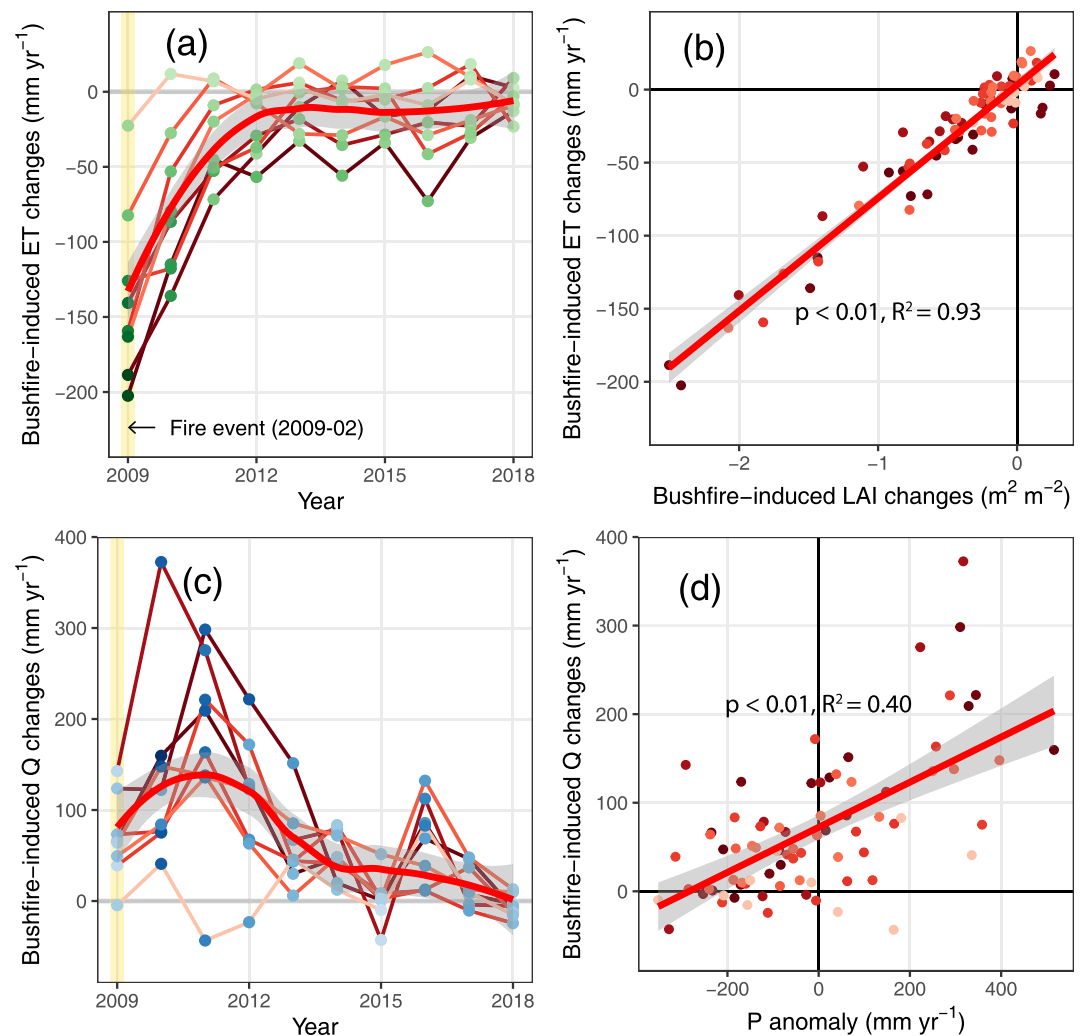 (a)
Bushfire−induced ET changes (mm yr⁻¹)
0
−50
−100
−150
−200
← Fire event (2009-02)
2009
2012
2015
2018
Year
(b)
Bushfire−induced ET changes (mm yr⁻¹)
0
−50
−100
−150
−200
p < 0.01, R² = 0.93
−2
−1
0
Bushfire−induced LAI changes (m² m⁻²)
(c)
Bushfire−induced Q changes (mm yr⁻¹)
400
300
200
100
0
2009
2012
2015
2018
Year
(d)
Bushfire−induced Q changes (mm yr⁻¹)
400
300
200
100
0
p < 0.01, R² = 0.40
−200
0
200
400
P anomaly (mm yr⁻¹)